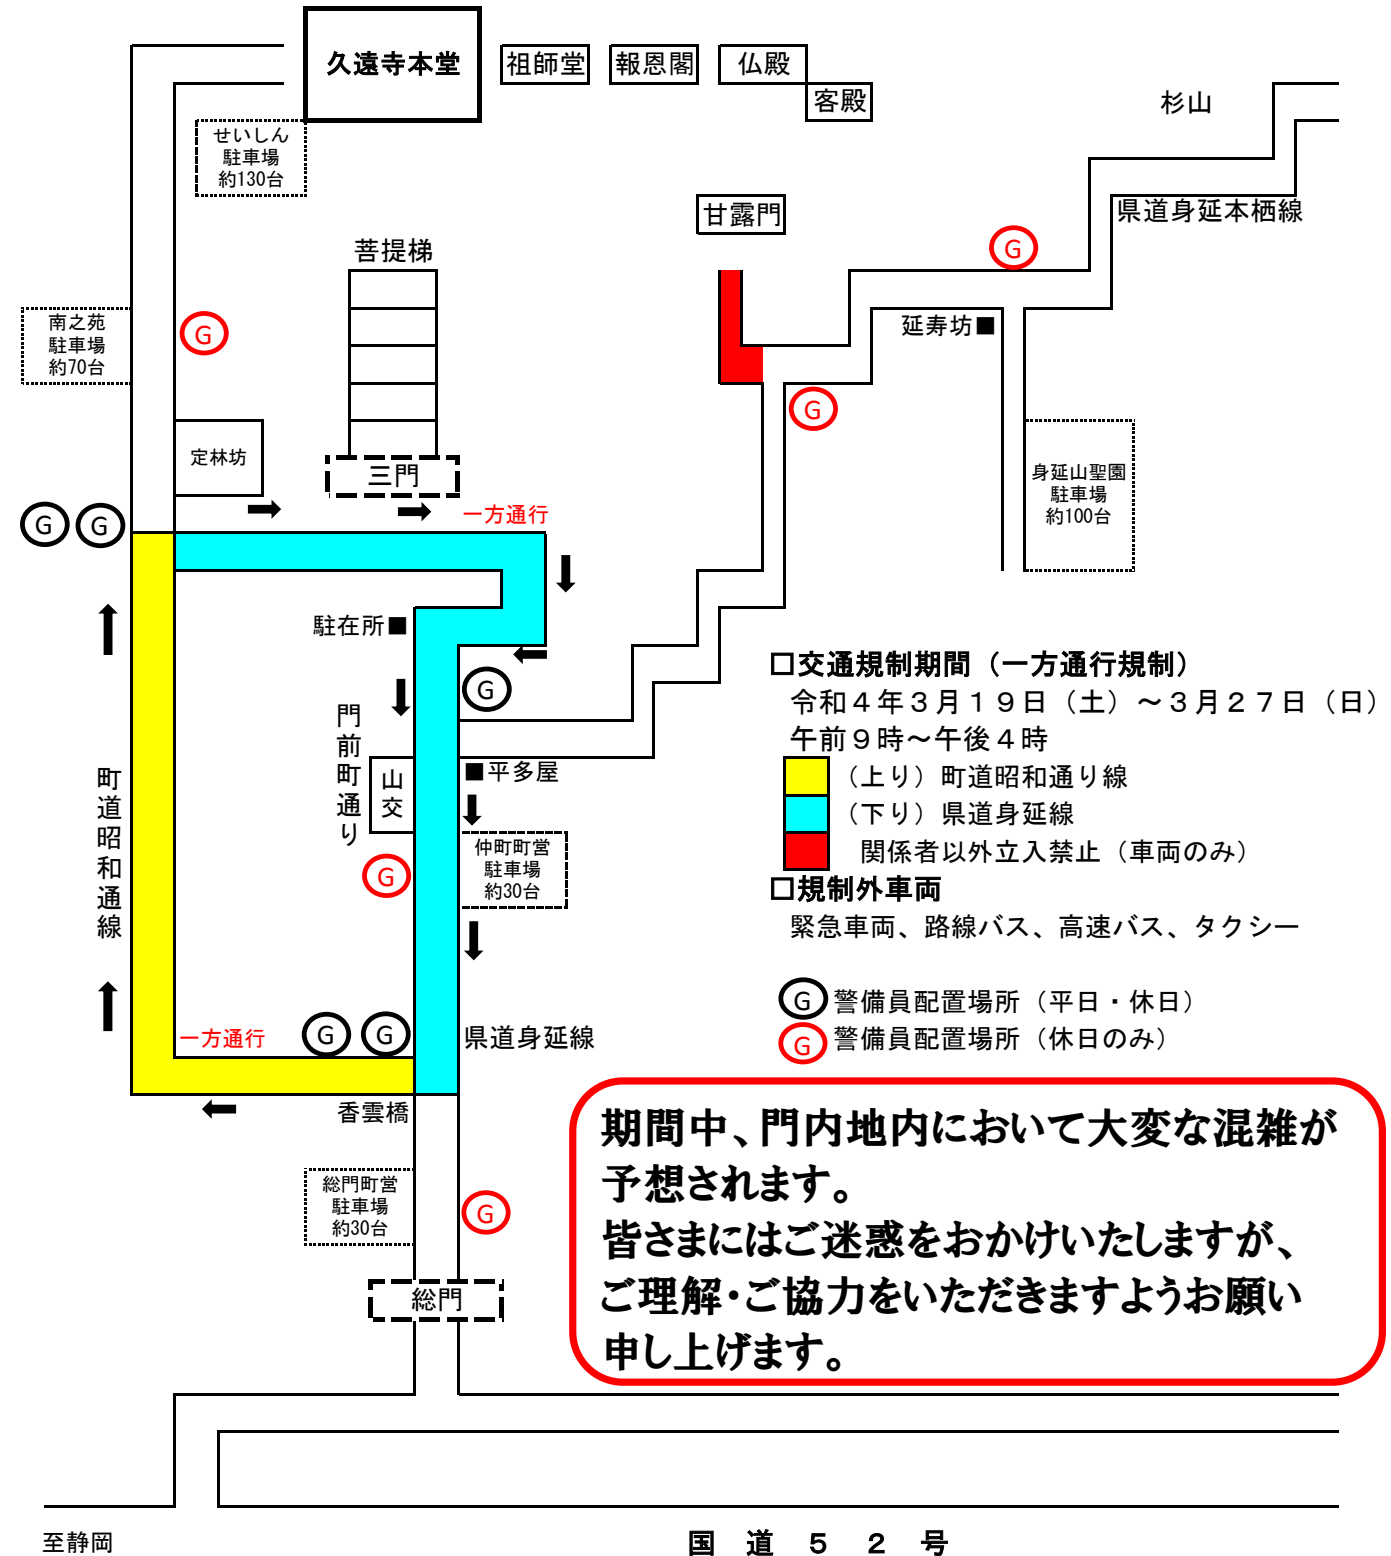 久遠寺本堂
祖師堂
報恩閣
仏殿
客殿
杉山
せいしん
駐車場
約130台
甘露門
県道身延本栖線
G
菩提梯
南之苑
駐車場
約70台
G
延寿坊■
G
定林坊
三門
身延山聖園
駐車場
約100台
G
G
一方通行
駐在所■
G
門前町通り
山交
■平多屋
町道昭和通線
仲町町営
駐車場
約30台
G
□交通規制期間（一方通行規制）
令和４年３月１９日（土）～３月２７日（日）
午前９時～午後４時
（上り）町道昭和通り線
（下り）県道身延線
関係者以外立入禁止（車両のみ）
□規制外車両
緊急車両、路線バス、高速バス、タクシー
G 警備員配置場所（平日・休日）
G 警備員配置場所（休日のみ）
一方通行
G
G
県道身延線
香雲橋
総門町営
駐車場
約30台
G
総門
期間中、門内地内において大変な混雑が
予想されます。
皆さまにはご迷惑をおかけいたしますが、
ご理解・ご協力をいただきますようお願い
申し上げます。
至静岡
国道５２号